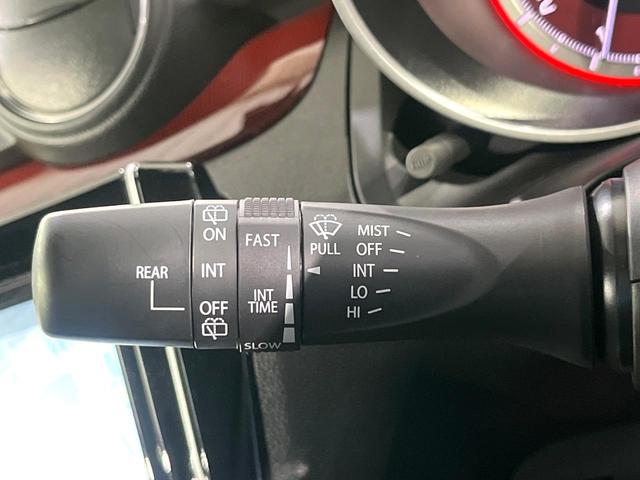 REAR
ON
INT
OFF
FAST
INT
TIME
SLOW
PULL
MIST
OFF
INT
LO
HI